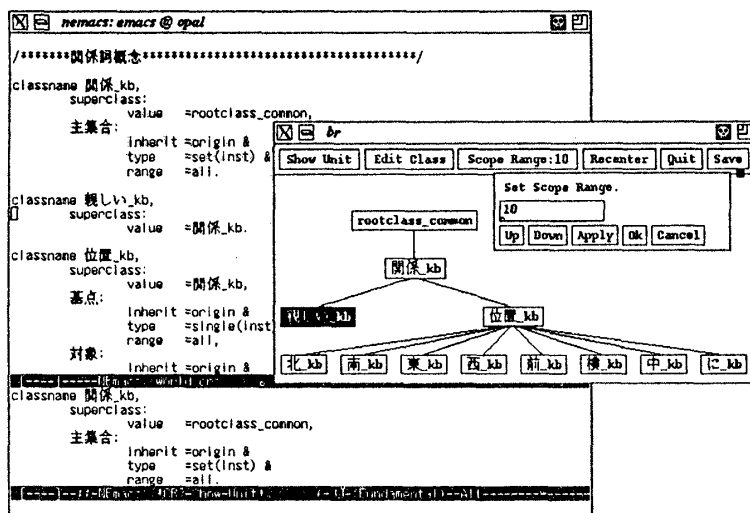 nemacs: emacs @ opal
/*******関係詞概念*************************************/
classname 関係_kb,
superclass:
value =rootclass_common,
主集合:
inherit =origin &
type =set(inst) &
range =all.
classname 親しい_kb,
superclass:
value =関係_kb.
classname 位置_kb,
superclass:
value =関係_kb,
基点:
inherit =origin &
type =single(inst)
range =all,
対象:
inherit =origin &
classname 関係_kb,
superclass:
value =rootclass_common,
主集合:
inherit =origin &
type =set(inst) &
range =all.
br
Show Unit Edit Class Scope Range:10 Recenter Quit Save
Set Scope Range.
10
Up Down Apply Ok Cancel
rootclass_common
関係_kb
親しい_kb 位置_kb
北_kb 南_kb 東_kb 西_kb 前_kb 横_kb 中_kb に_kb